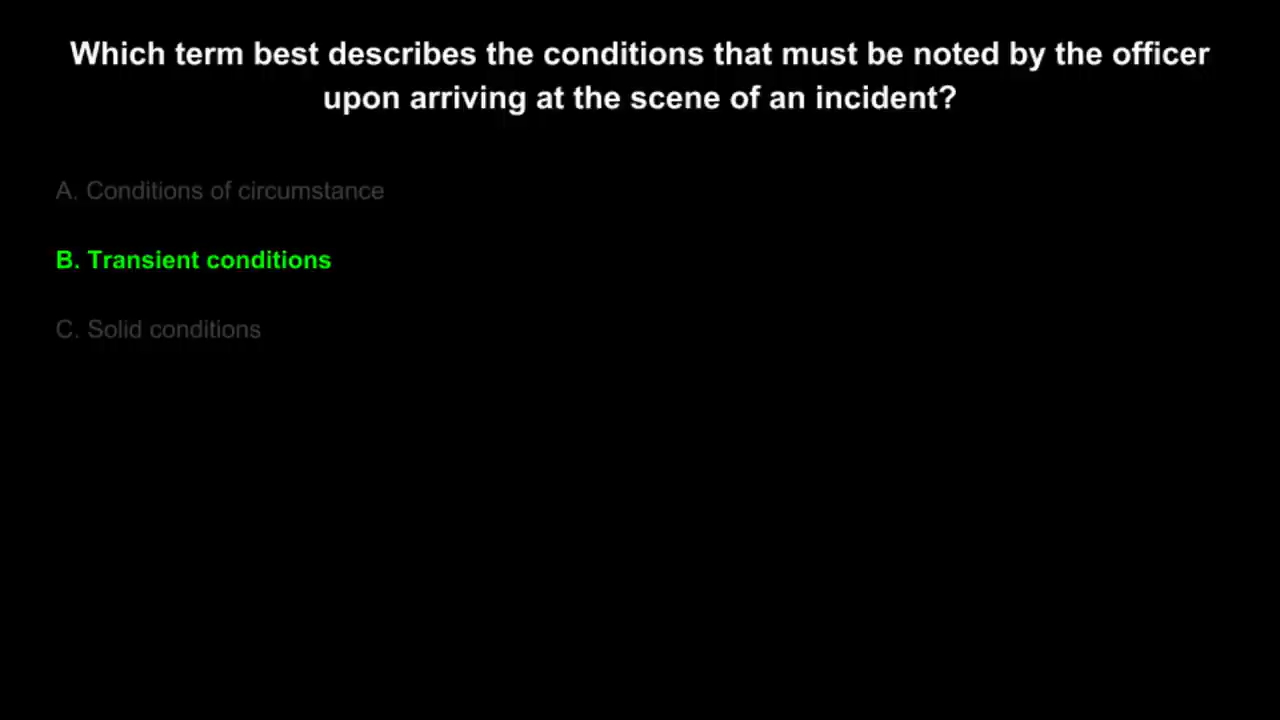 Which term best describes the conditions that must be noted by the officer
upon arriving at the scene of an incident?
A. Conditions of circumstance
B. Transient conditions
C. Solid conditions